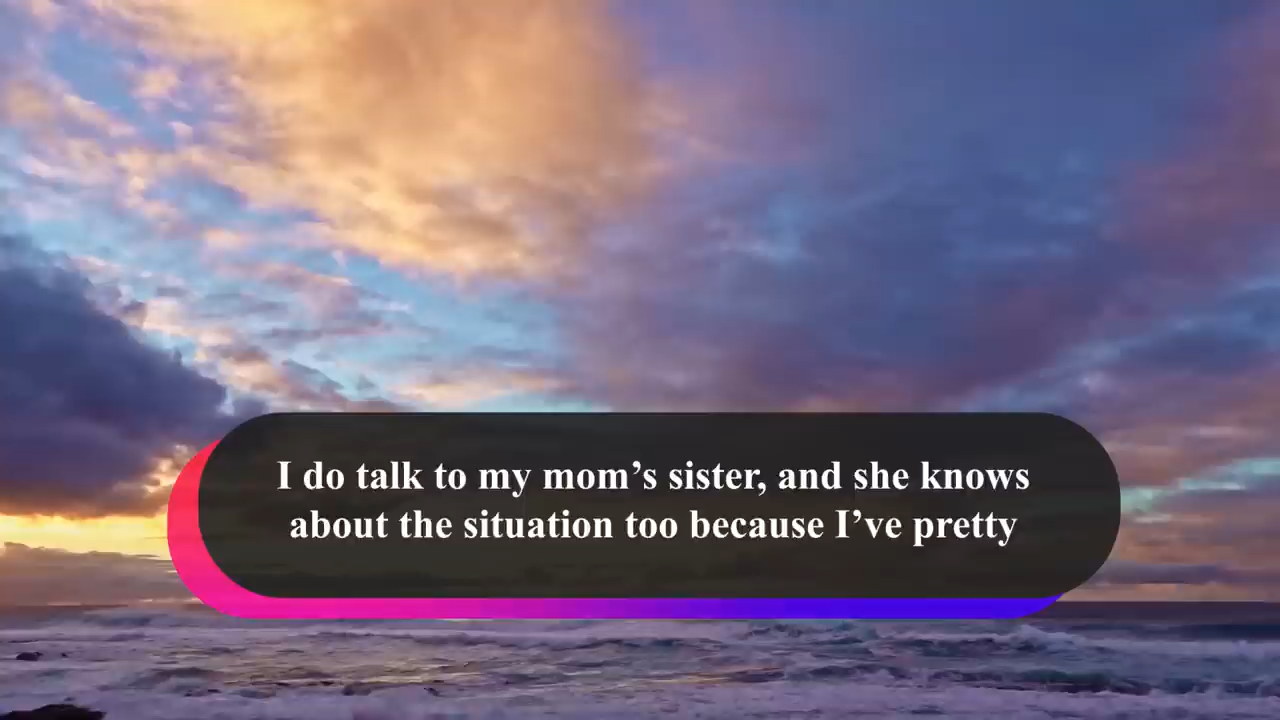 I do talk to my mom’s sister, and she knows
about the situation too because I’ve pretty